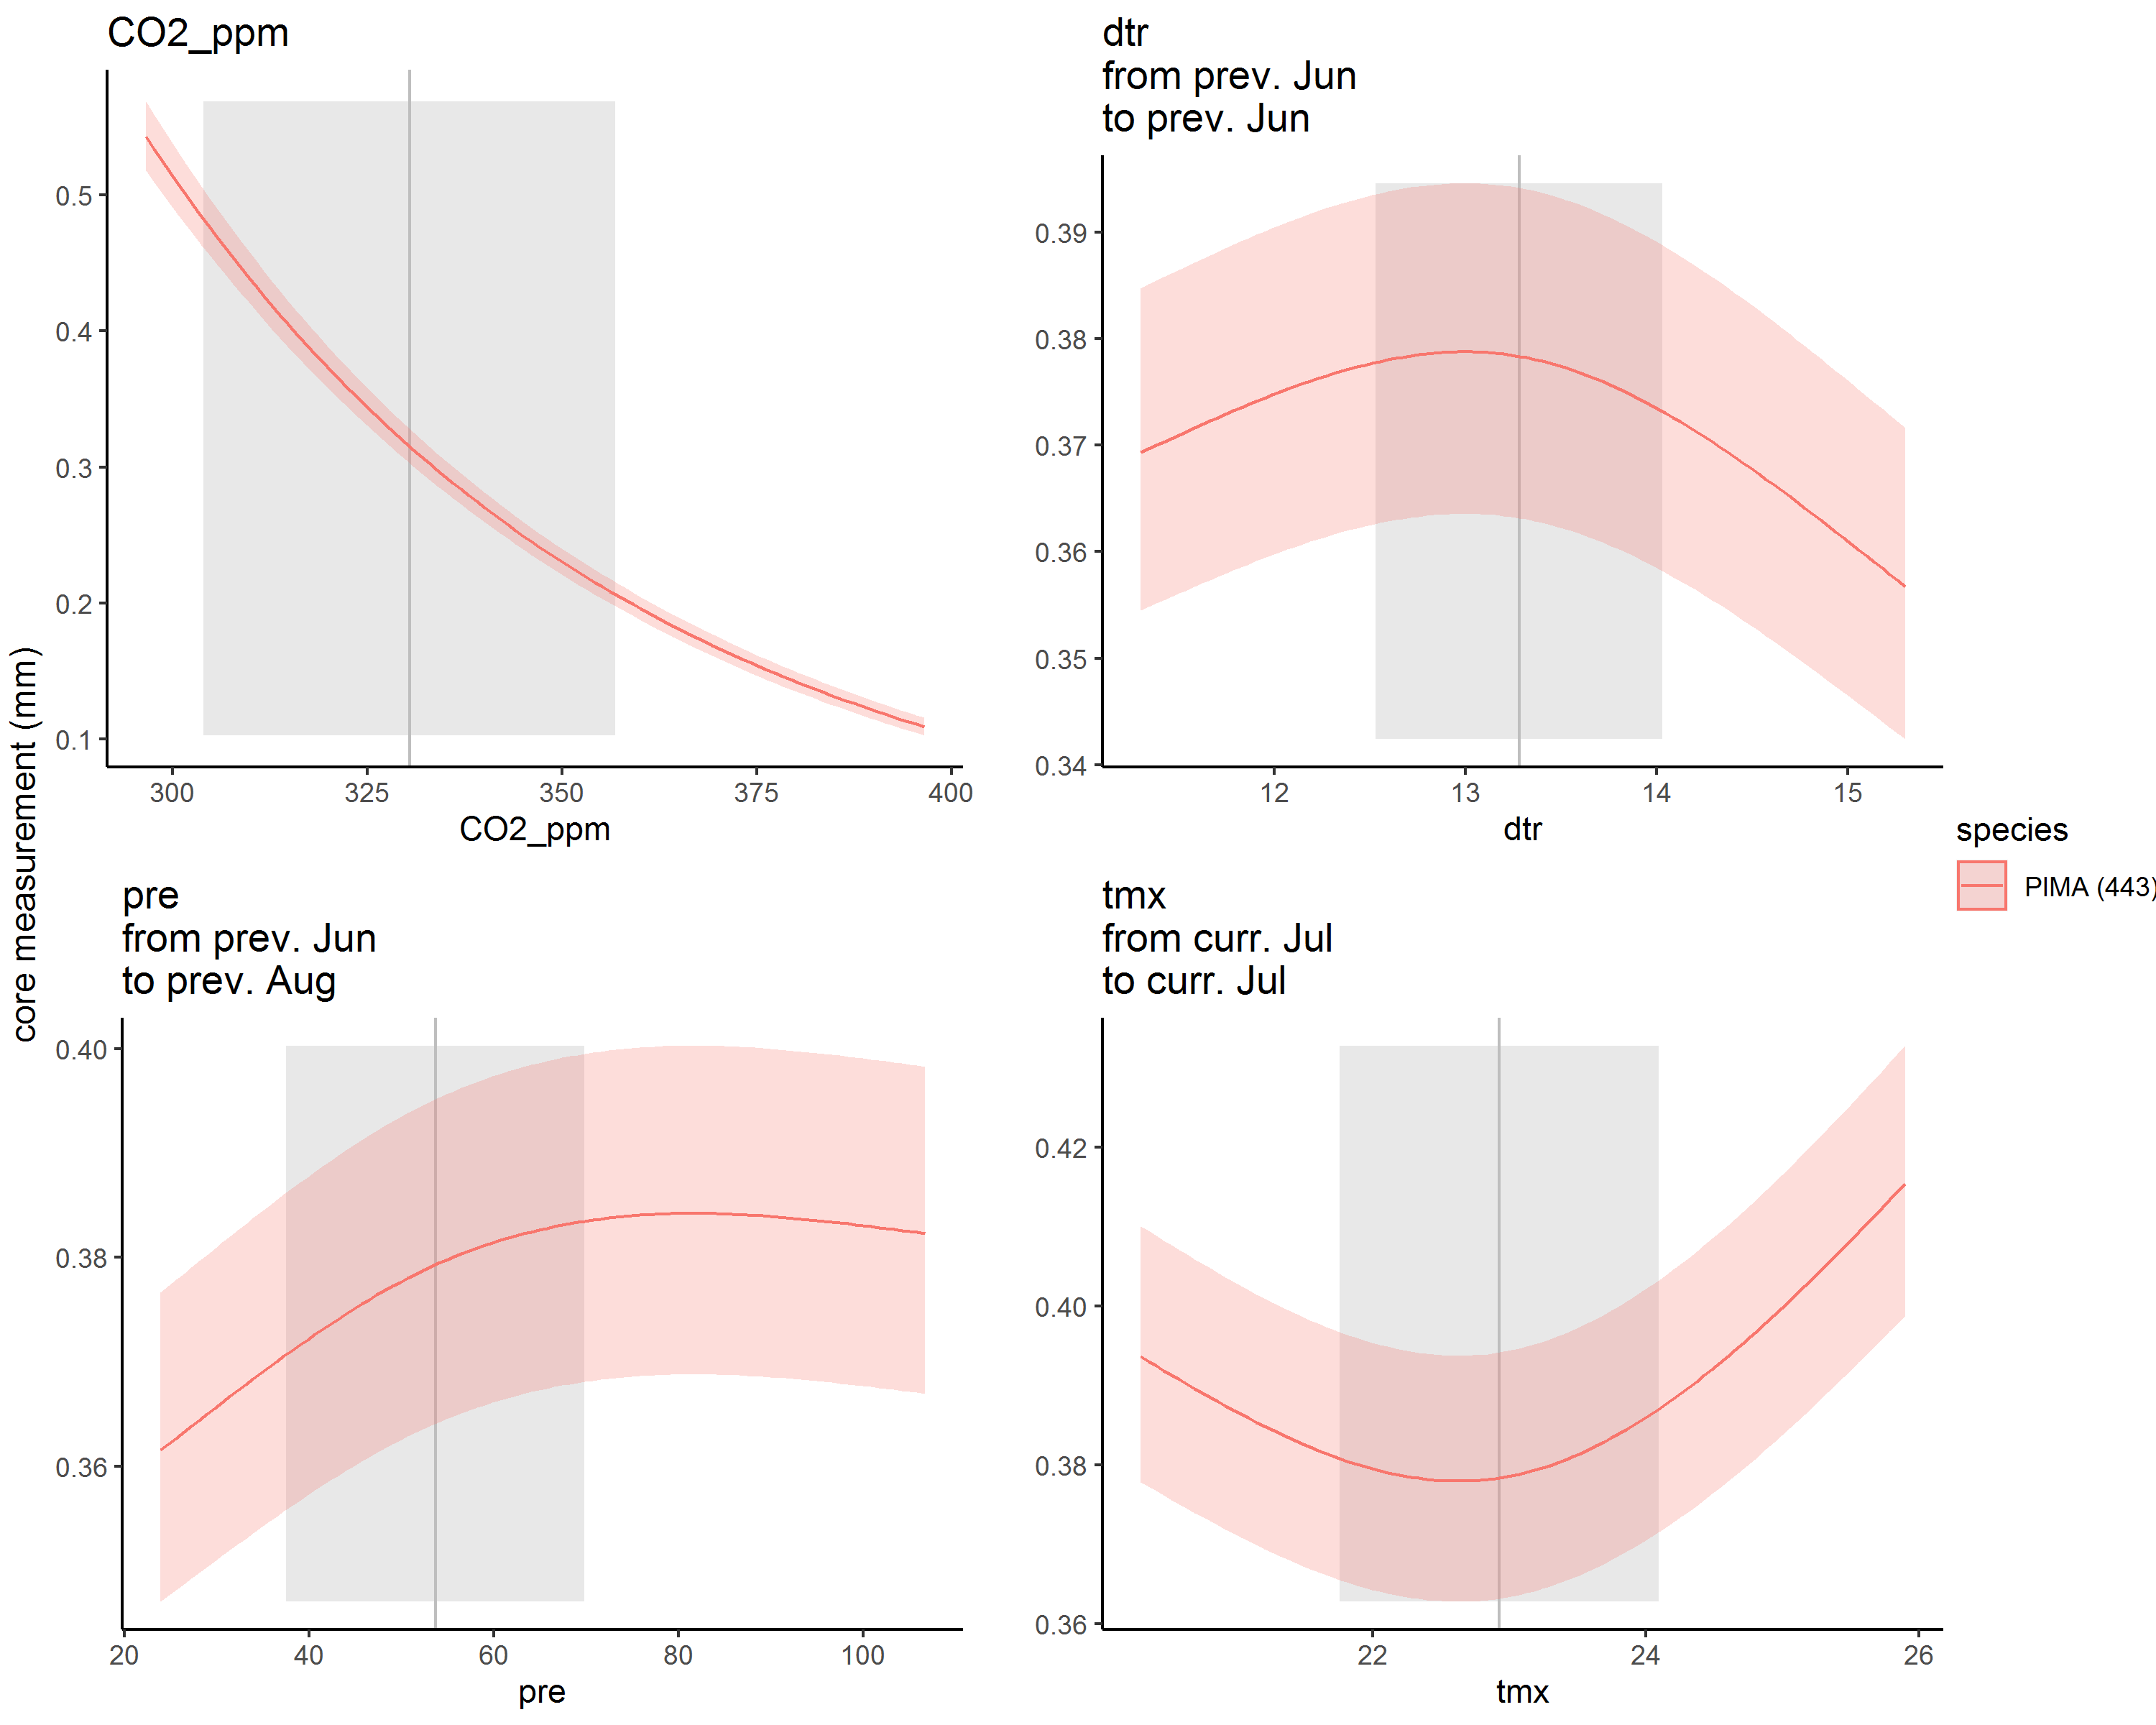 CO2_ppm
0.5
0.4
0.3
0.2
0.1
300 325 350 375 400
CO2_ppm
dtr
from prev. Jun
to prev. Jun
0.39
0.38
0.37
0.36
0.35
0.34
12 13 14 15
dtr
core measurement (mm)
pre
from prev. Jun
to prev. Aug
0.40
0.38
0.36
20 40 60 80 100
pre
tmx
from curr. Jul
to curr. Jul
0.42
0.40
0.38
0.36
22 24 26
tmx
species
PIMA (443)